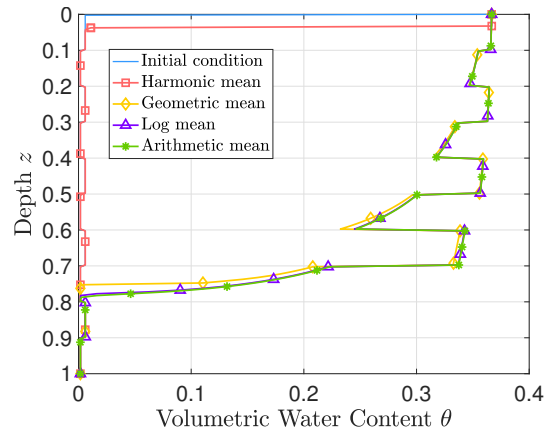 0
0.1
0.2
0.3
0.4
0.5
0.6
0.7
0.8
0.9
1
Depth z
Initial condition
Harmonic mean
Geometric mean
Log mean
Arithmetic mean
0 0.1 0.2 0.3 0.4
Volumetric Water Content θ